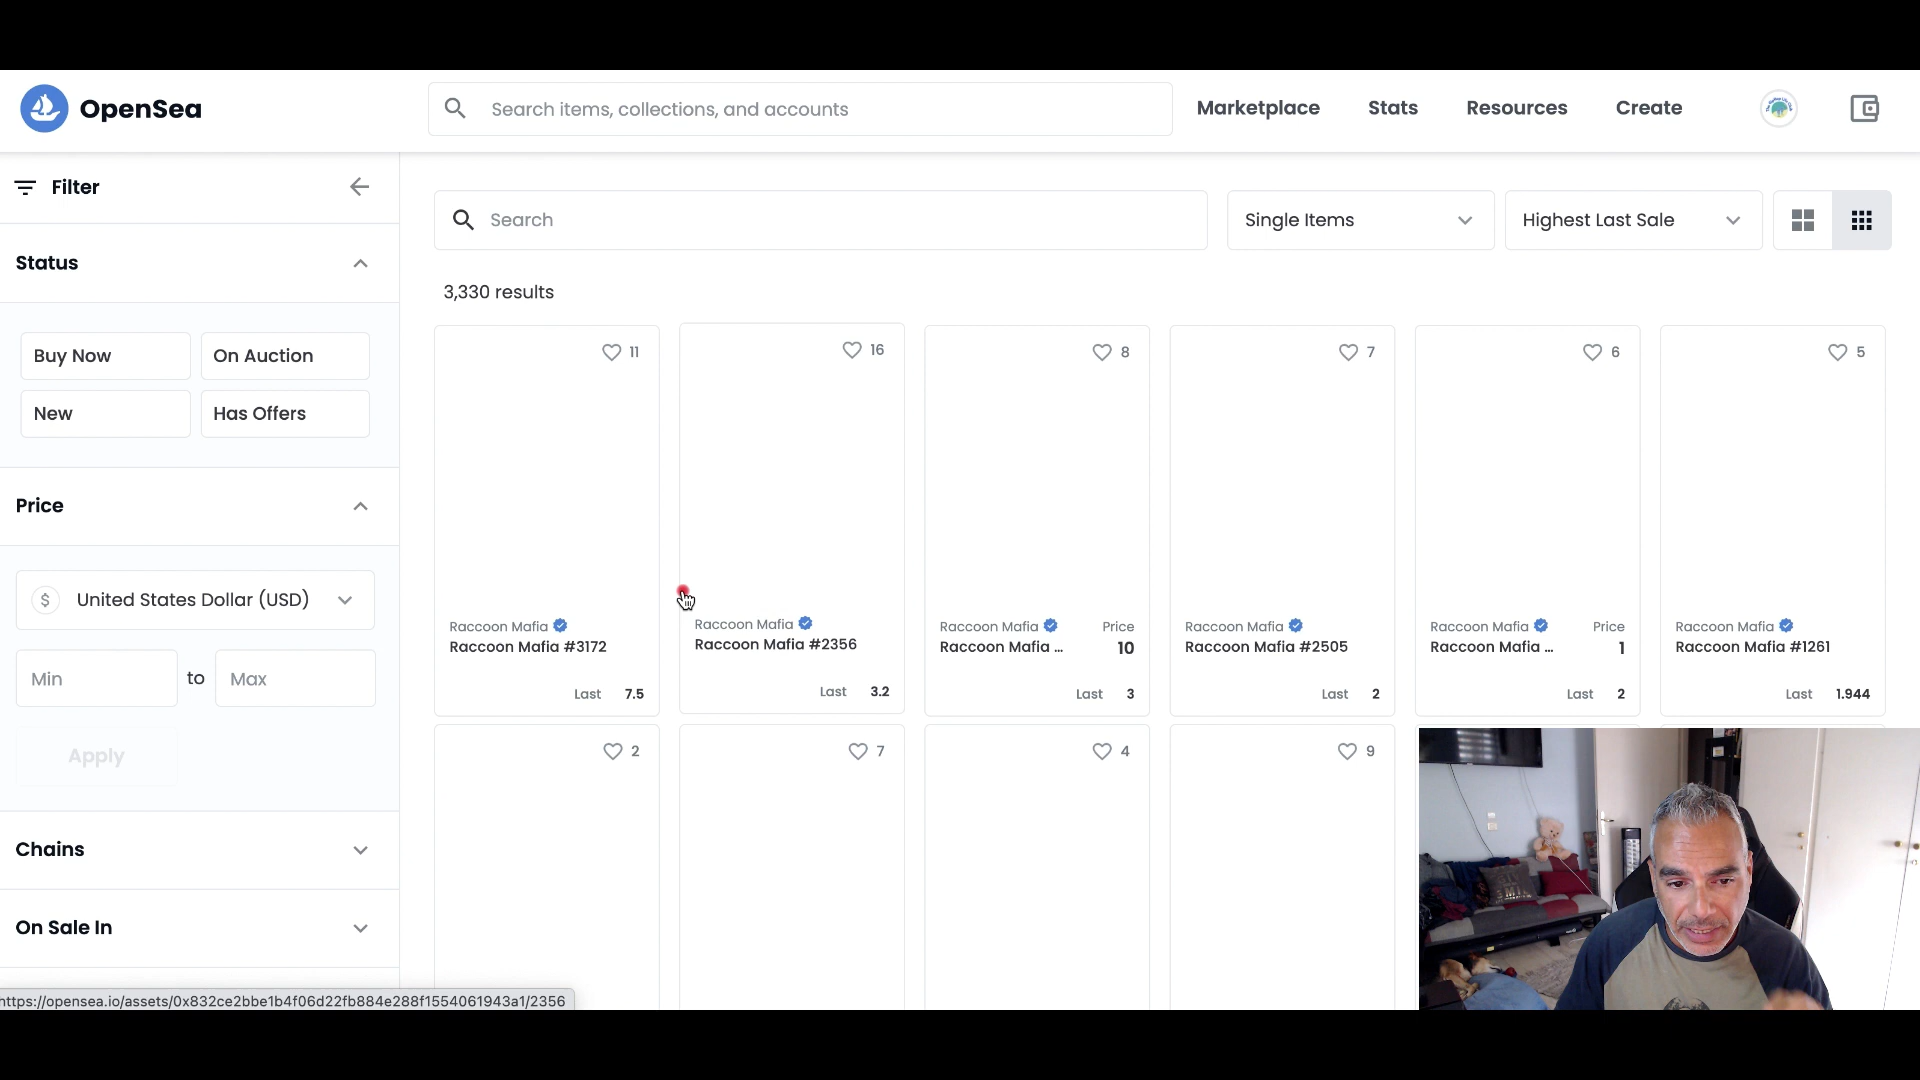 OpenSea
Search items, collections, and accounts
Marketplace
Stats
Resources
Create
Filter
Search
Single Items
Highest Last Sale
Status
3,330 results
Buy Now
On Auction
New
Has Offers
Price
United States Dollar (USD)
$
Min
to
Max
Apply
Chains
On Sale In
11
16
8
7
6
5
Raccoon Mafia
Raccoon Mafia #3172
Last 7.5
Raccoon Mafia
Raccoon Mafia #2356
Last 3.2
Raccoon Mafia Price
Raccoon Mafia ... 10
Last 3
Raccoon Mafia
Raccoon Mafia #2505
Last 2
Raccoon Mafia Price
Raccoon Mafia ... 1
Last 2
Raccoon Mafia
Raccoon Mafia #1261
Last 1.944
2
7
4
9
https://opensea.io/assets/0x832ce2bbe1b4f06d22fb884e288f1554061943a1/2356